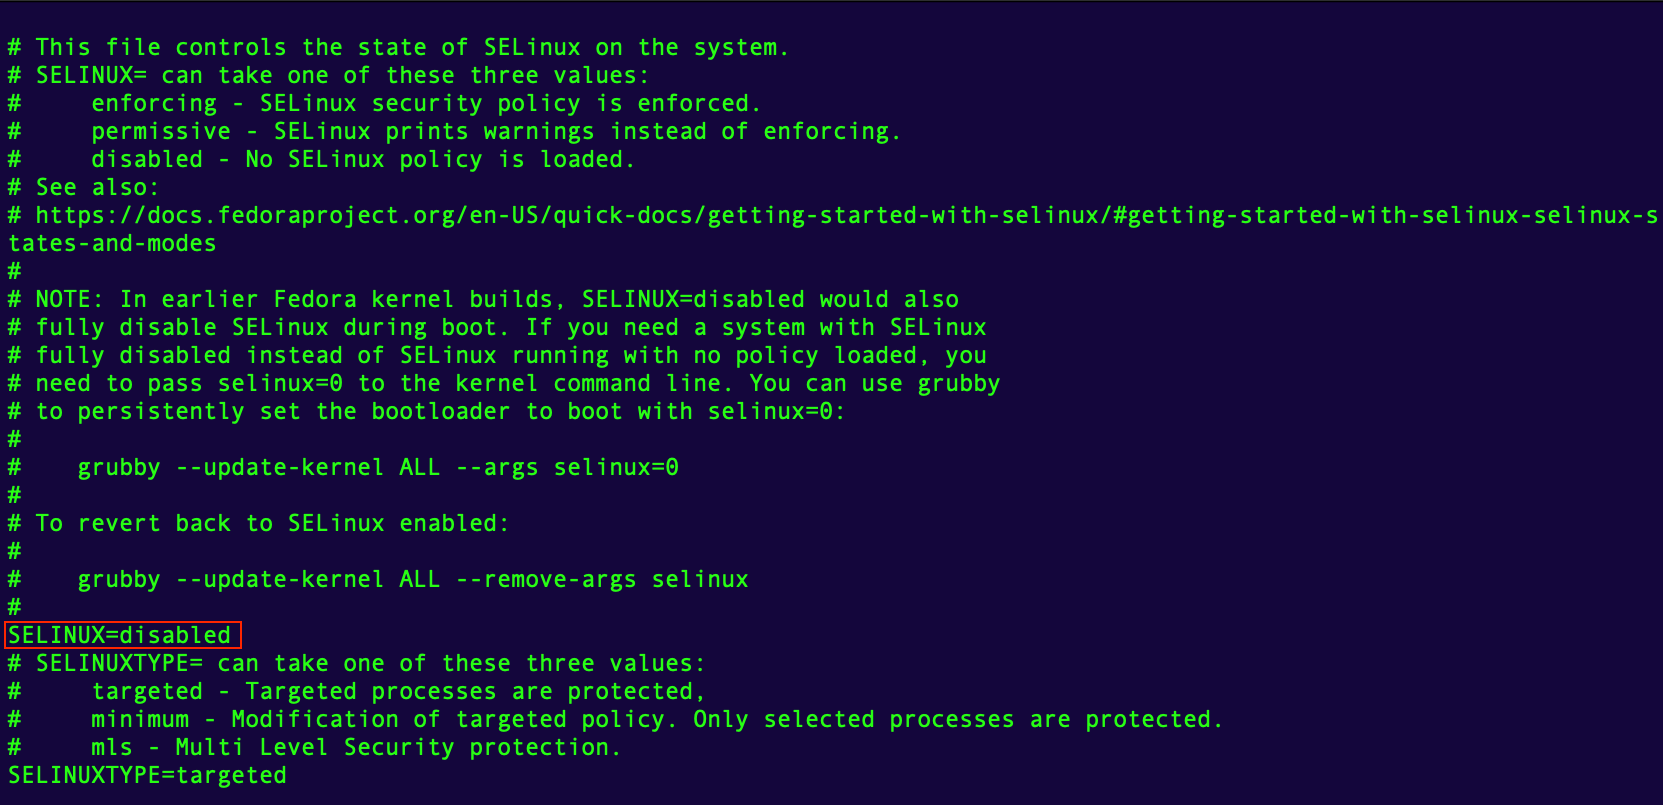 # This file controls the state of SELinux on the system.
# SELINUX= can take one of these three values:
#     enforcing - SELinux security policy is enforced.
#     permissive - SELinux prints warnings instead of enforcing.
#     disabled - No SELinux policy is loaded.
# See also:
# https://docs.fedoraproject.org/en-US/quick-docs/getting-started-with-selinux/#getting-started-with-selinux-selinux-s
tates-and-modes
#
# NOTE: In earlier Fedora kernel builds, SELINUX=disabled would also
# fully disable SELinux during boot. If you need a system with SELinux
# fully disabled instead of SELinux running with no policy loaded, you
# need to pass selinux=0 to the kernel command line. You can use grubby
# to persistently set the bootloader to boot with selinux=0:
#
#    grubby --update-kernel ALL --args selinux=0
#
# To revert back to SELinux enabled:
#
#    grubby --update-kernel ALL --remove-args selinux
#
SELINUX=disabled
# SELINUXTYPE= can take one of these three values:
#     targeted - Targeted processes are protected,
#     minimum - Modification of targeted policy. Only selected processes are protected.
#     mls - Multi Level Security protection.
SELINUXTYPE=targeted